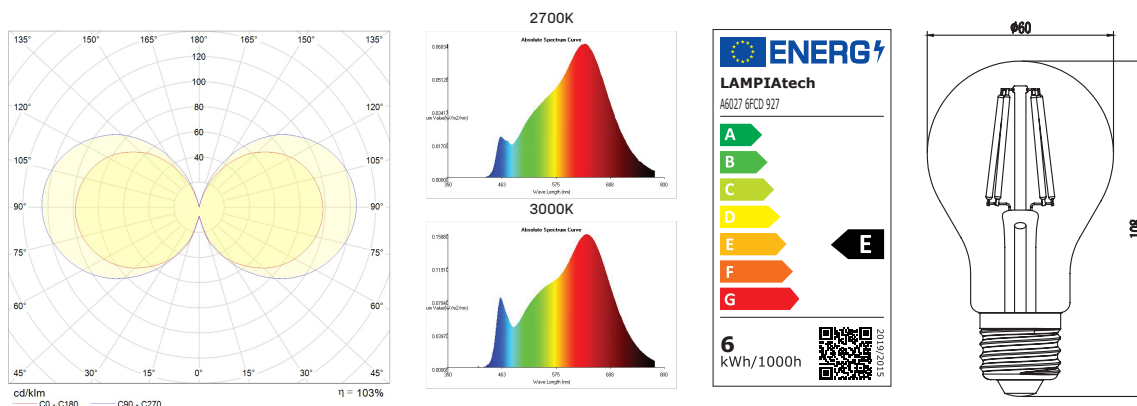 135° 150° 165° 180° 165° 150° 135°
120
100
80
60
40
120° 120°
105° 105°
90° 90°
75° 75°
60° 60°
45° 30° 15° 0° 15° 30° 45°
cd/klm η = 103%
C0 - C180 C90 - C270
2700K
Absolute Spectrum Curve
350 463 575 688 800
Wave Length (nm)
3000K
Absolute Spectrum Curve
350 463 575 688 800
Wave Length (nm)
ENERG
LAMPIAtech
A6027 6FCD 927
A
B
C
D
E
F
G
E
6
kWh/1000h
2019/2015
ϕ60
108